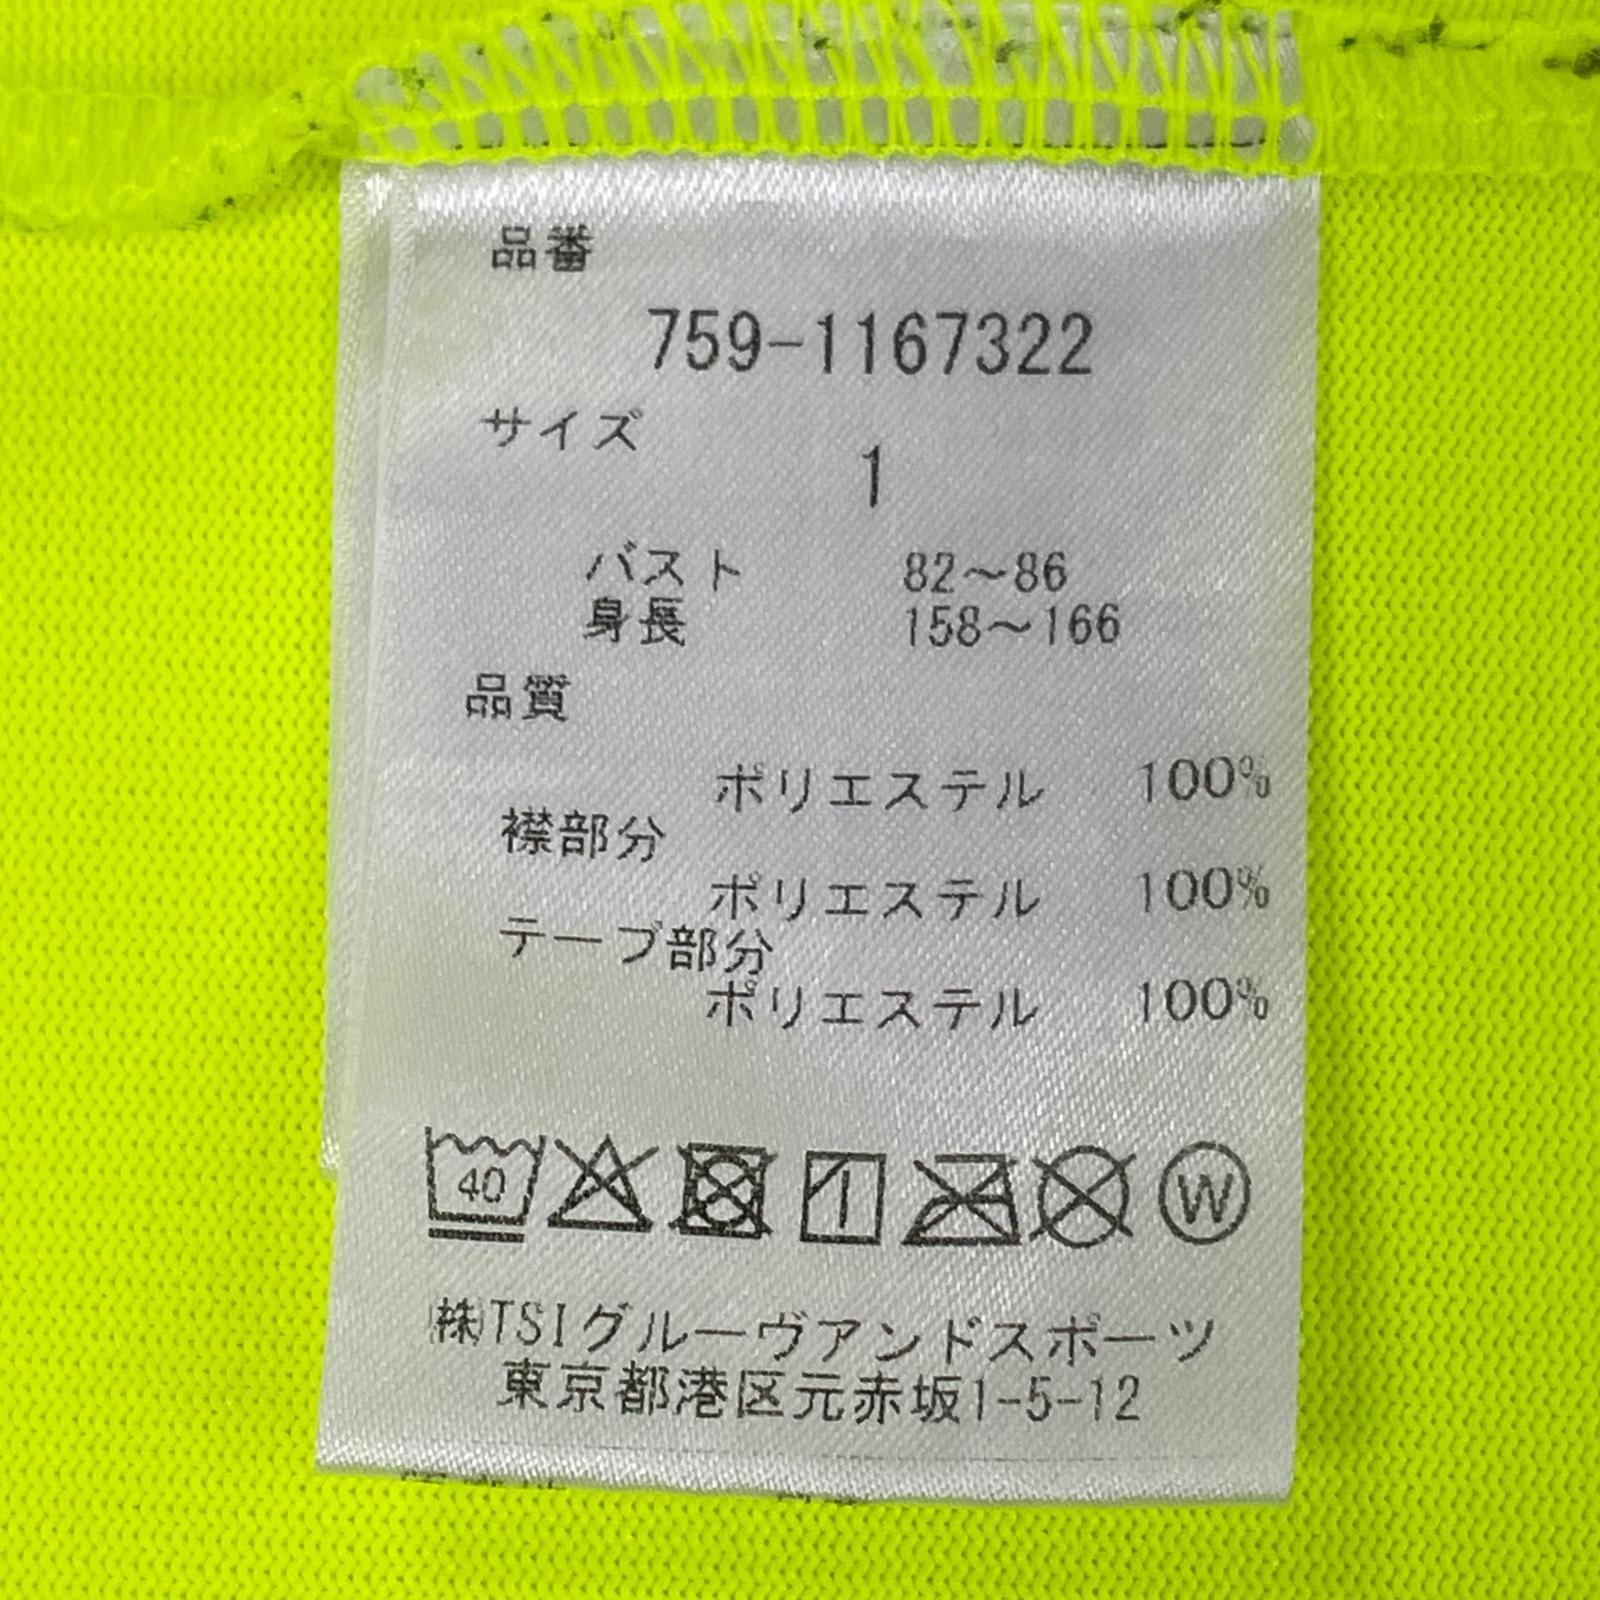 品番
759-1167322
サイズ
1
バスト 82〜86
身長 158〜166
品質
ポリエステル 100%
襟部分
ポリエステル 100%
テープ部分
ポリエステル 100%
40
W
㈱TSIグルーヴアンドスポーツ
東京都港区元赤坂1-5-12